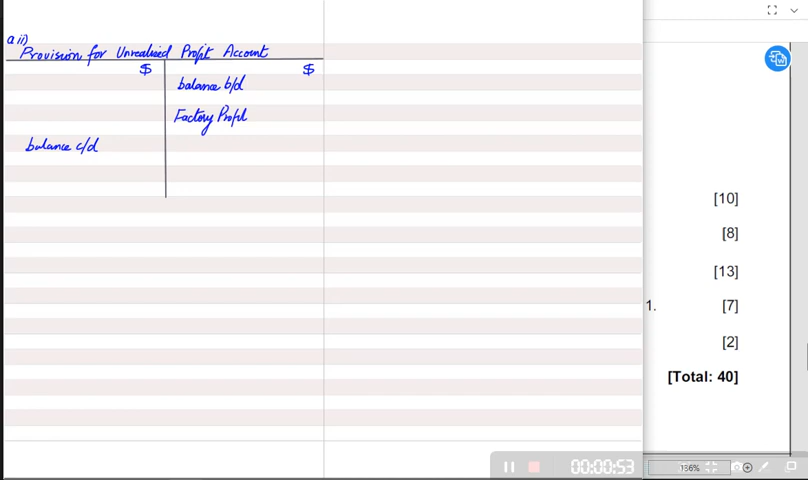 a ii)
Provision for Unrealised Profit Account
$ $
balance b/d
Factory Profit
balance c/d
[10]
[8]
[13]
1. [7]
[2]
[Total: 40]
00:00:53